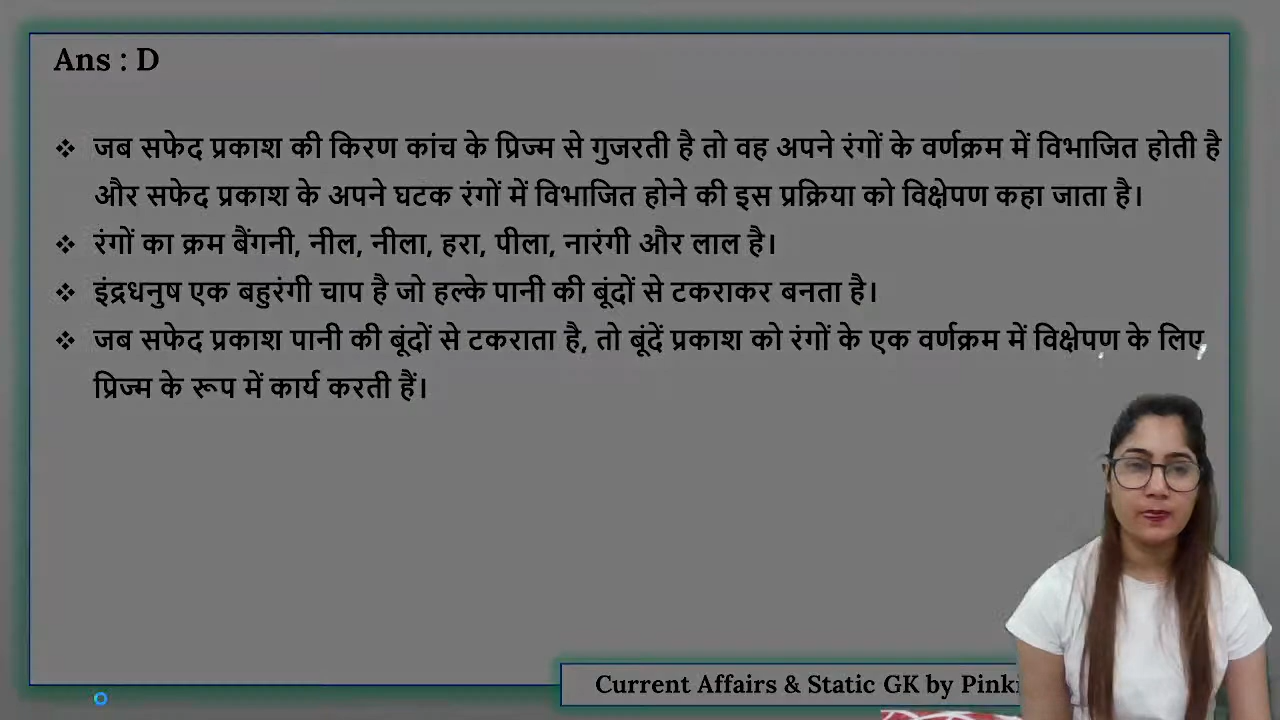 Ans : D
❖ जब सफेद प्रकाश की किरण कांच के प्रिज्म से गुजरती है तो वह अपने रंगों के वर्णक्रम में विभाजित होती है
और सफेद प्रकाश के अपने घटक रंगों में विभाजित होने की इस प्रक्रिया को विक्षेपण कहा जाता है।
❖ रंगों का क्रम बैंगनी, नील, नीला, हरा, पीला, नारंगी और लाल है।
❖ इंद्रधनुष एक बहुरंगी चाप है जो हल्के पानी की बूंदों से टकराकर बनता है।
❖ जब सफेद प्रकाश पानी की बूंदों से टकराता है, तो बूंदें प्रकाश को रंगों के एक वर्णक्रम में विक्षेपण के लिए
प्रिज्म के रूप में कार्य करती हैं।
Current Affairs & Static GK by